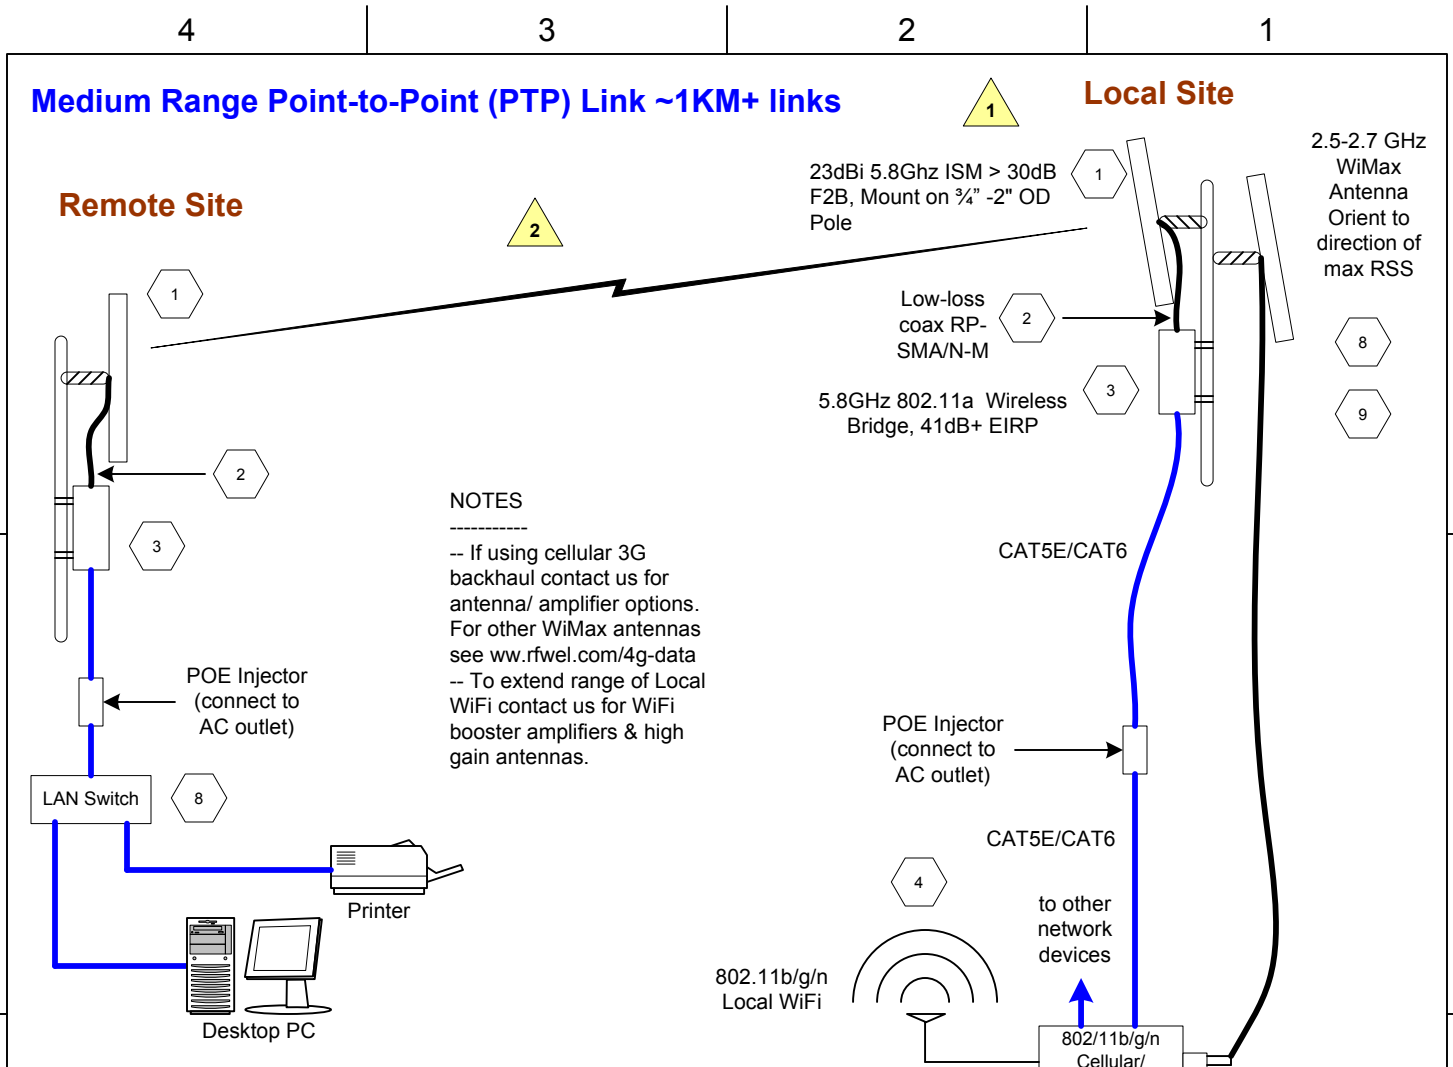 4
3
2
1
Medium Range Point-to-Point (PTP) Link ~1KM+ links
1
Local Site
Remote Site
2
23dBi 5.8Ghz ISM > 30dB
F2B, Mount on ¾” -2" OD
Pole
1
2.5-2.7 GHz
WiMax
Antenna
Orient to
direction of
max RSS
1
Low-loss
coax RP-
SMA/N-M
2
8
5.8GHz 802.11a  Wireless
Bridge, 41dB+ EIRP
3
9
2
3
NOTES
-----------
-- If using cellular 3G
backhaul contact us for
antenna/ amplifier options.
For other WiMax antennas
see ww.rfwel.com/4g-data
-- To extend range of Local
WiFi contact us for WiFi
booster amplifiers & high
gain antennas.
CAT5E/CAT6
POE Injector
(connect to
AC outlet)
POE Injector
(connect to
AC outlet)
LAN Switch
8
CAT5E/CAT6
Printer
4
to other
network
devices
802.11b/g/n
Local WiFi
Desktop PC
802/11b/g/n
Cellular/